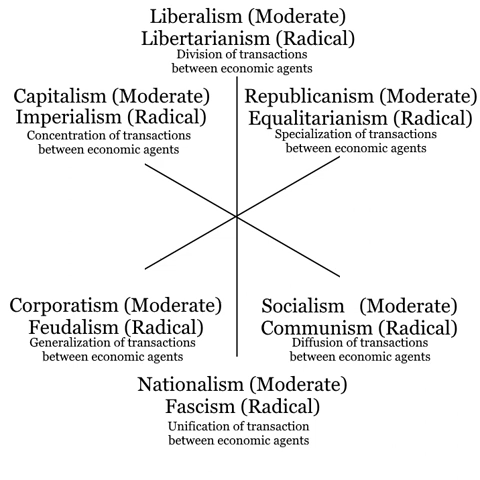 Liberalism (Moderate)
Libertarianism (Radical)
Division of transactions
between economic agents
Capitalism (Moderate)
Imperialism (Radical)
Concentration of transactions
between economic agents
Republicanism (Moderate)
Equalitarianism (Radical)
Specialization of transactions
between economic agents
Corporatism (Moderate)
Feudalism (Radical)
Generalization of transactions
between economic agents
Socialism (Moderate)
Communism (Radical)
Diffusion of transactions
between economic agents
Nationalism (Moderate)
Fascism (Radical)
Unification of transaction
between economic agents